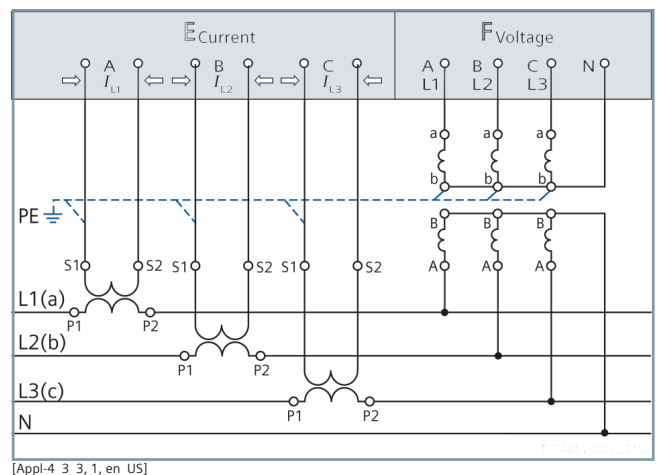 E Current
F Voltage
A B C
I L1 I L2 I L3
A B C N
L1 L2 L3
a a a
b b b
PE
B B B
S1 S2 S1 S2 S1 S2
A A A
L1(a)
P1 P2
L2(b)
P1 P2
L3(c)
P1 P2
N
[Appl-4 3 3, 1, en US]